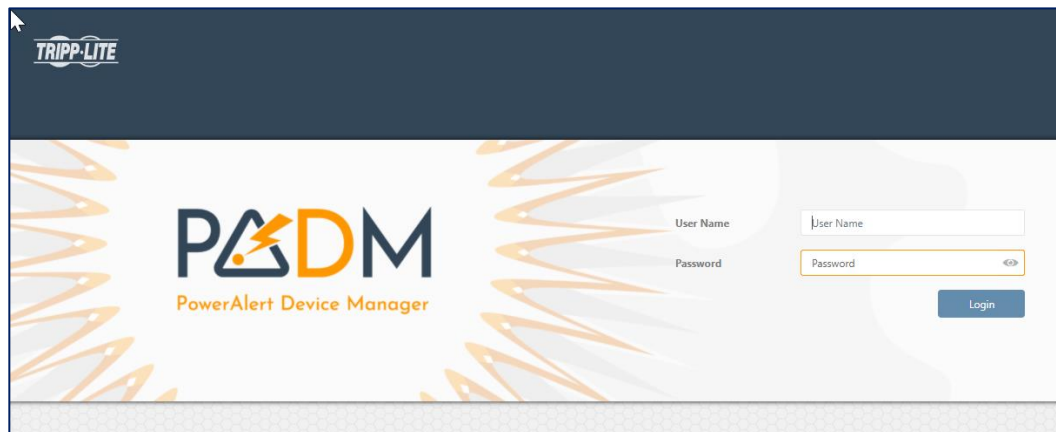 TRIPP·LITE
PADM
PowerAlert Device Manager
User Name User Name
Password Password
Login